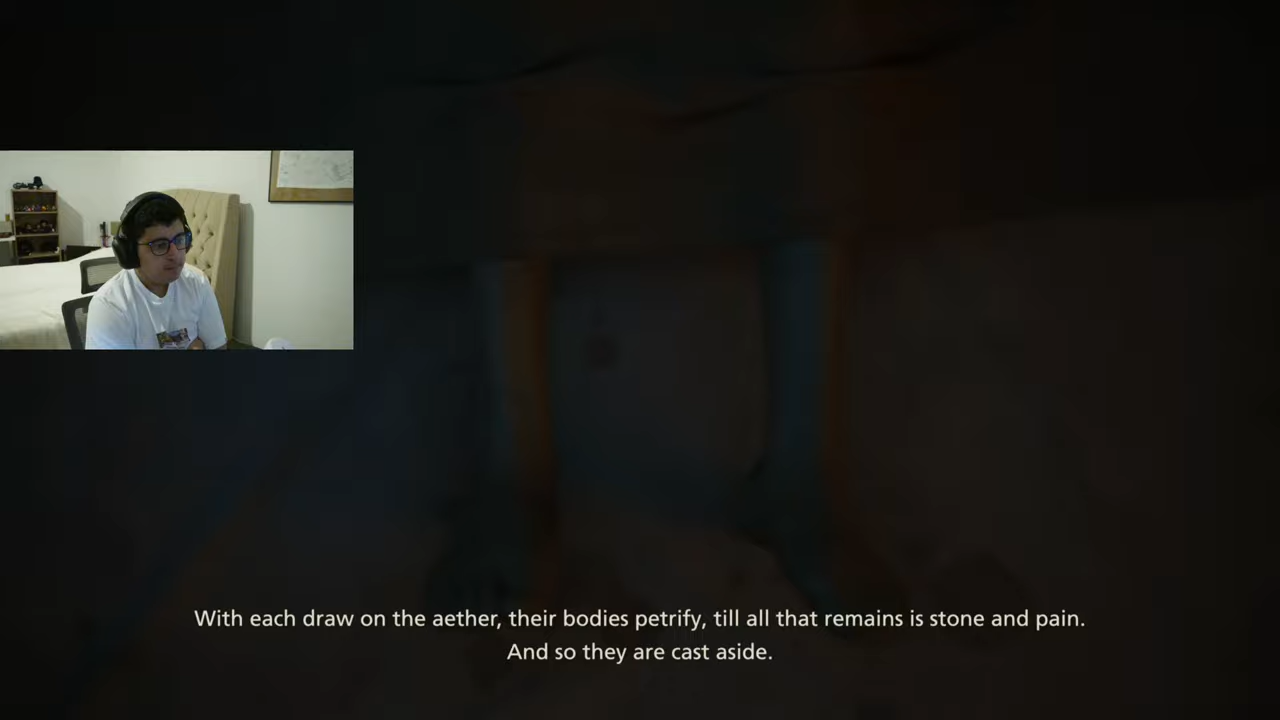 With each draw on the aether, their bodies petrify, till all that remains is stone and pain.
And so they are cast aside.